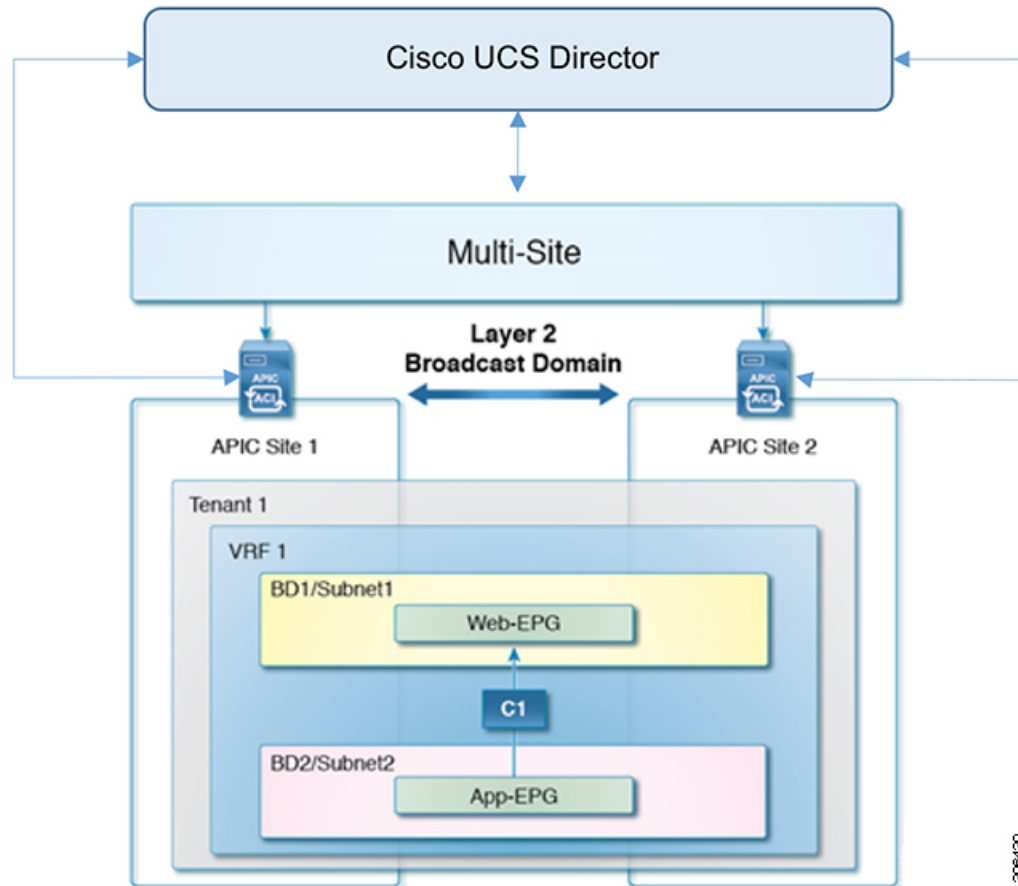 Cisco UCS Director
Multi-Site
Layer 2
Broadcast Domain
APIC
ACI
APIC
ACI
APIC Site 1
APIC Site 2
Tenant 1
VRF 1
BD1/Subnet1
Web-EPG
C1
BD2/Subnet2
App-EPG